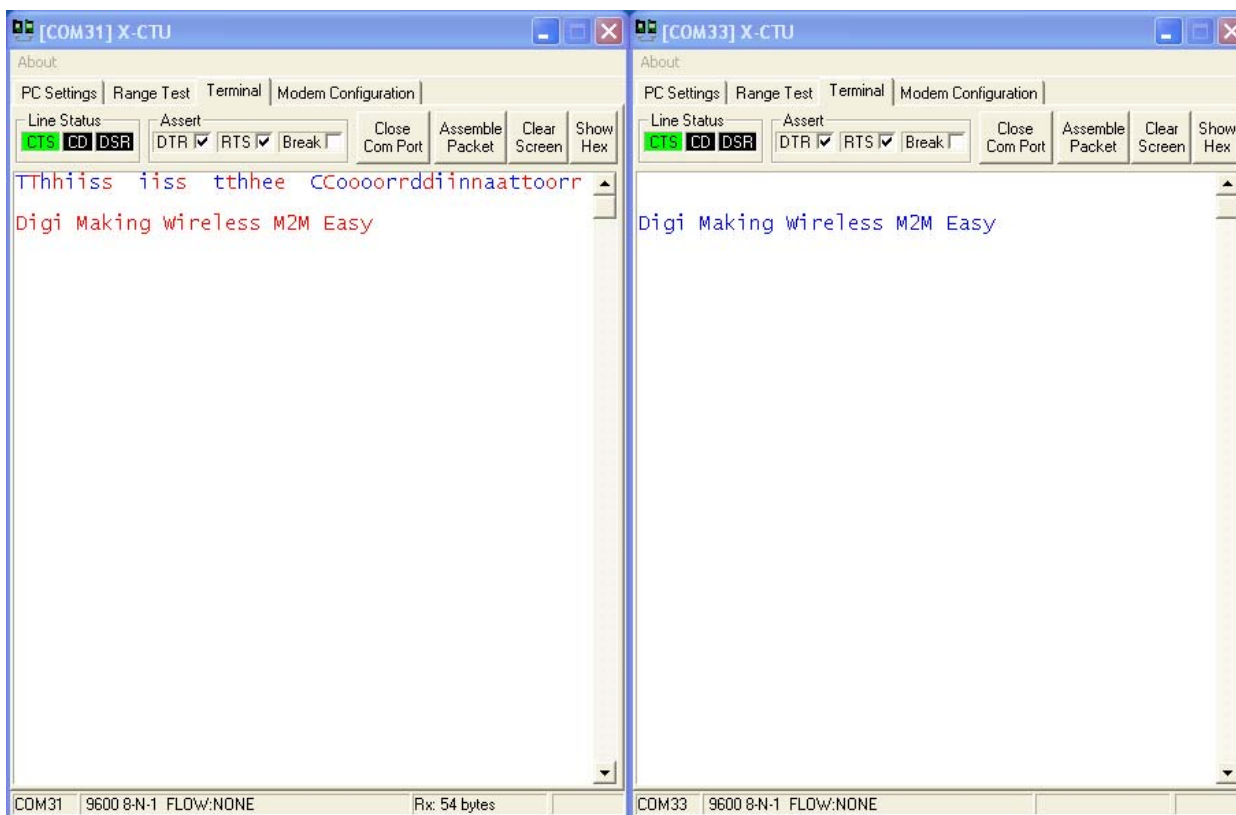 [COM31] X-CTU
About
PC Settings Range Test Terminal Modem Configuration
Line Status
CTS CD DSR
Assert
DTR RTS Break
Close Com Port
Assemble Packet
Clear Screen
Show Hex
TThhiiss  iiss  tthhee  CCoooorrddiinnaattoorr
Digi Making Wireless M2M Easy
COM31 9600 8-N-1 FLOW:NONE Rx: 54 bytes
[COM33] X-CTU
About
PC Settings Range Test Terminal Modem Configuration
Line Status
CTS CD DSR
Assert
DTR RTS Break
Close Com Port
Assemble Packet
Clear Screen
Show Hex
Digi Making Wireless M2M Easy
COM33 9600 8-N-1 FLOW:NONE